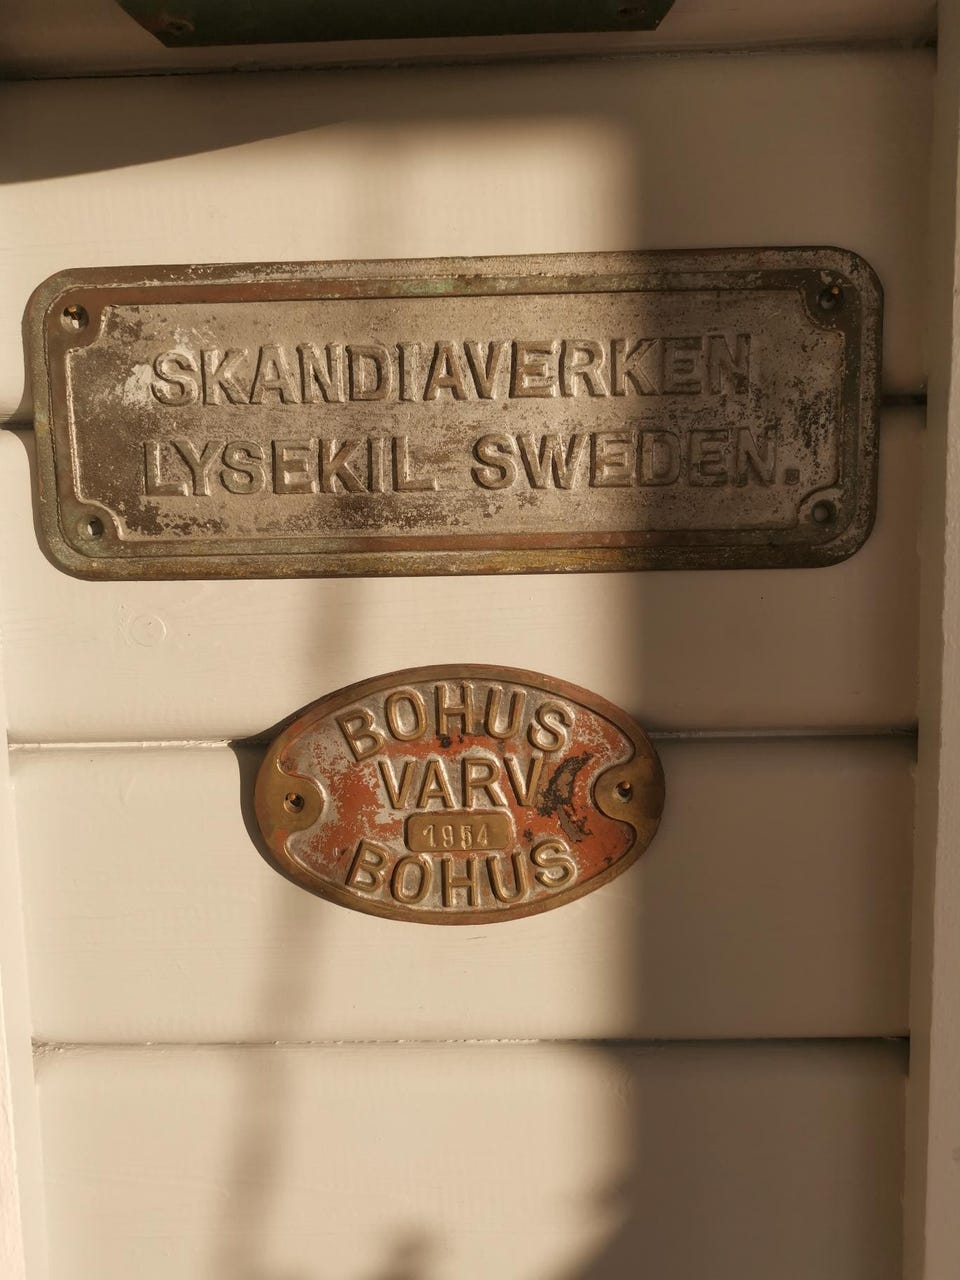 SKANDIAVERKEN
LYSEKIL SWEDEN.
BOHUS
VARV
1954
BOHUS